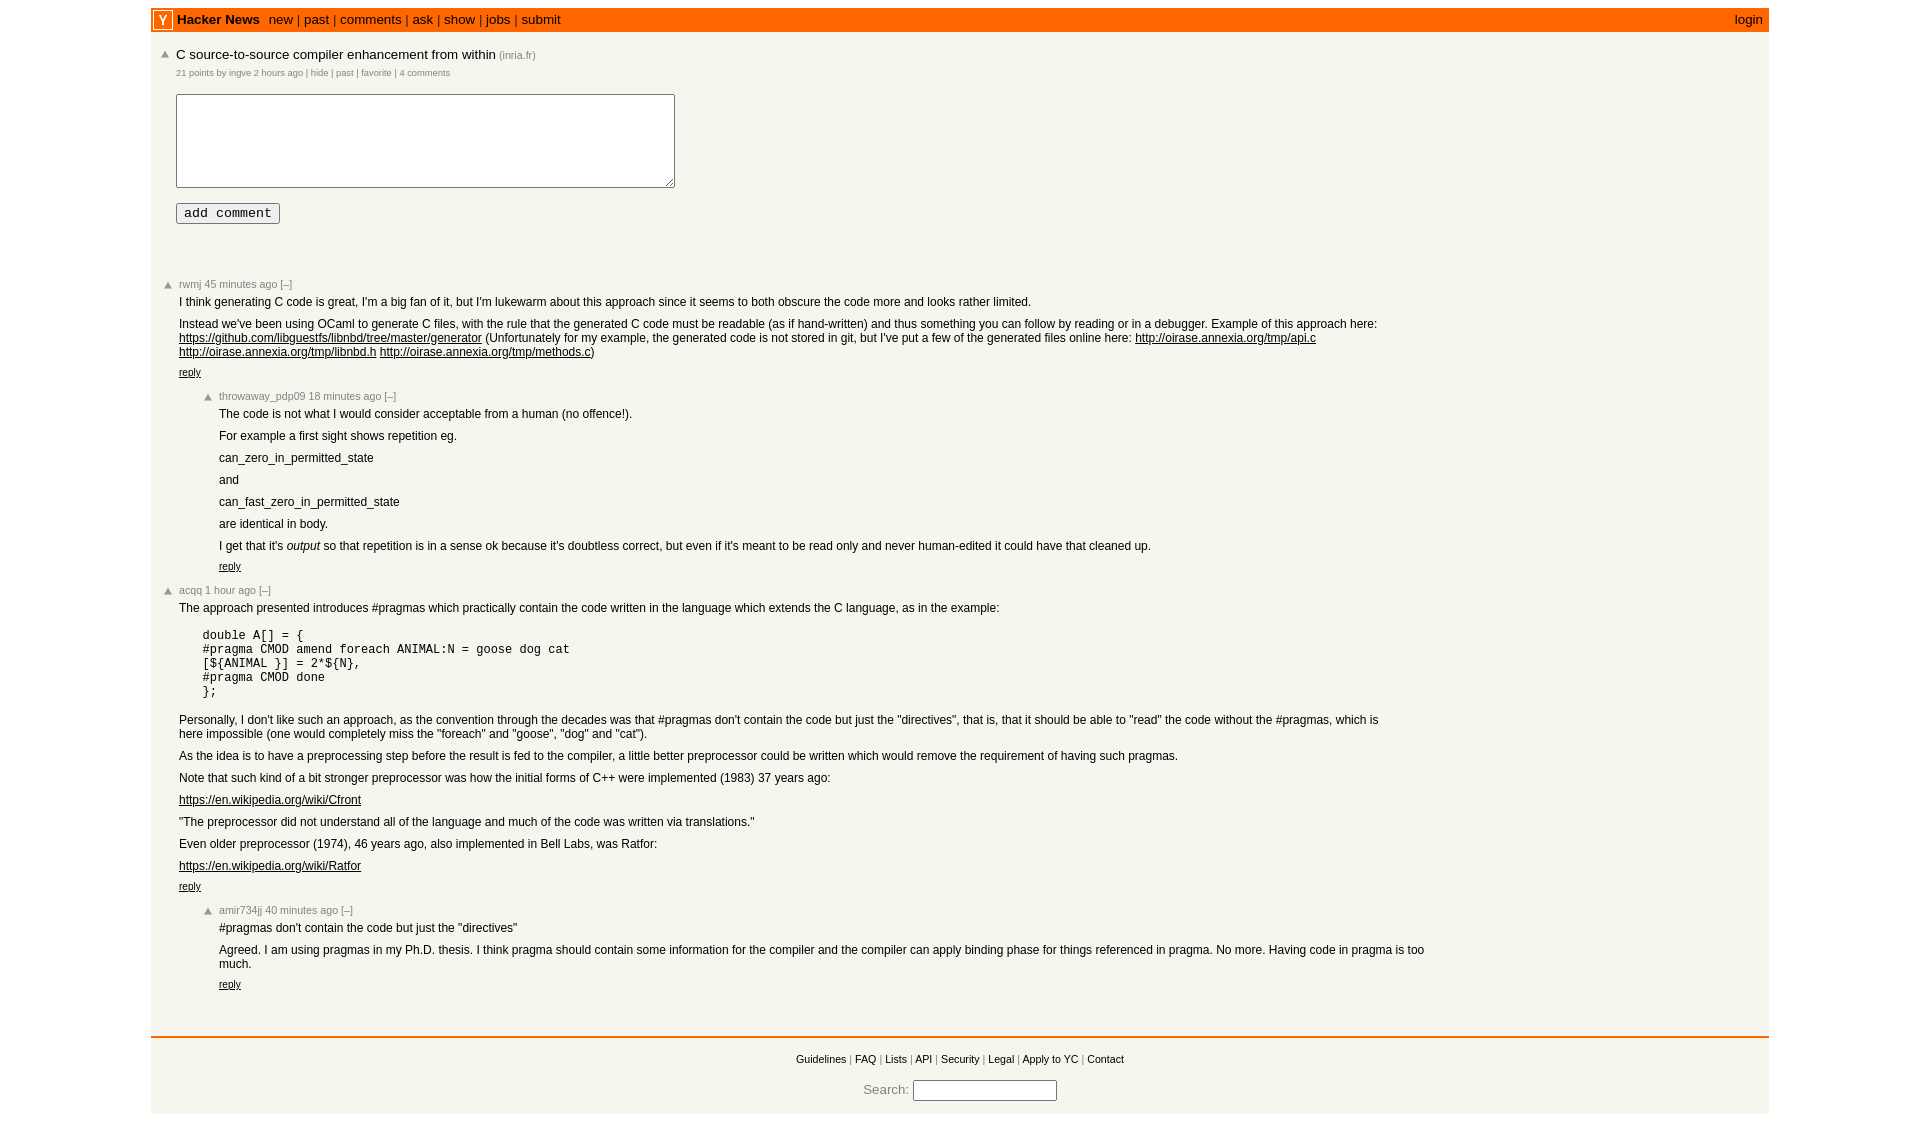 Y Hacker News new | past | comments | ask | show | jobs | submit login
C source-to-source compiler enhancement from within (inria.fr)
21 points by ingve 2 hours ago | hide | past | favorite | 4 comments
add comment
rwmj 45 minutes ago [–]
I think generating C code is great, I'm a big fan of it, but I'm lukewarm about this approach since it seems to both obscure the code more and looks rather limited.
Instead we've been using OCaml to generate C files, with the rule that the generated C code must be readable (as if hand-written) and thus something you can follow by reading or in a debugger. Example of this approach here:
https://github.com/libguestfs/libnbd/tree/master/generator (Unfortunately for my example, the generated code is not stored in git, but I've put a few of the generated files online here: http://oirase.annexia.org/tmp/api.c
http://oirase.annexia.org/tmp/libnbd.h http://oirase.annexia.org/tmp/methods.c)
reply
throwaway_pdp09 18 minutes ago [–]
The code is not what I would consider acceptable from a human (no offence!).
For example a first sight shows repetition eg.
can_zero_in_permitted_state
and
can_fast_zero_in_permitted_state
are identical in body.
I get that it's output so that repetition is in a sense ok because it's doubtless correct, but even if it's meant to be read only and never human-edited it could have that cleaned up.
reply
acqq 1 hour ago [–]
The approach presented introduces #pragmas which practically contain the code written in the language which extends the C language, as in the example:
double A[] = {
#pragma CMOD amend foreach ANIMAL:N = goose dog cat
[${ANIMAL }] = 2*${N},
#pragma CMOD done
};
Personally, I don't like such an approach, as the convention through the decades was that #pragmas don't contain the code but just the "directives", that is, that it should be able to "read" the code without the #pragmas, which is
here impossible (one would completely miss the "foreach" and "goose", "dog" and "cat").
As the idea is to have a preprocessing step before the result is fed to the compiler, a little better preprocessor could be written which would remove the requirement of having such pragmas.
Note that such kind of a bit stronger preprocessor was how the initial forms of C++ were implemented (1983) 37 years ago:
https://en.wikipedia.org/wiki/Cfront
"The preprocessor did not understand all of the language and much of the code was written via translations."
Even older preprocessor (1974), 46 years ago, also implemented in Bell Labs, was Ratfor:
https://en.wikipedia.org/wiki/Ratfor
reply
amir734jj 40 minutes ago [–]
#pragmas don't contain the code but just the "directives"
Agreed. I am using pragmas in my Ph.D. thesis. I think pragma should contain some information for the compiler and the compiler can apply binding phase for things referenced in pragma. No more. Having code in pragma is too
much.
reply
Guidelines | FAQ | Lists | API | Security | Legal | Apply to YC | Contact
Search: